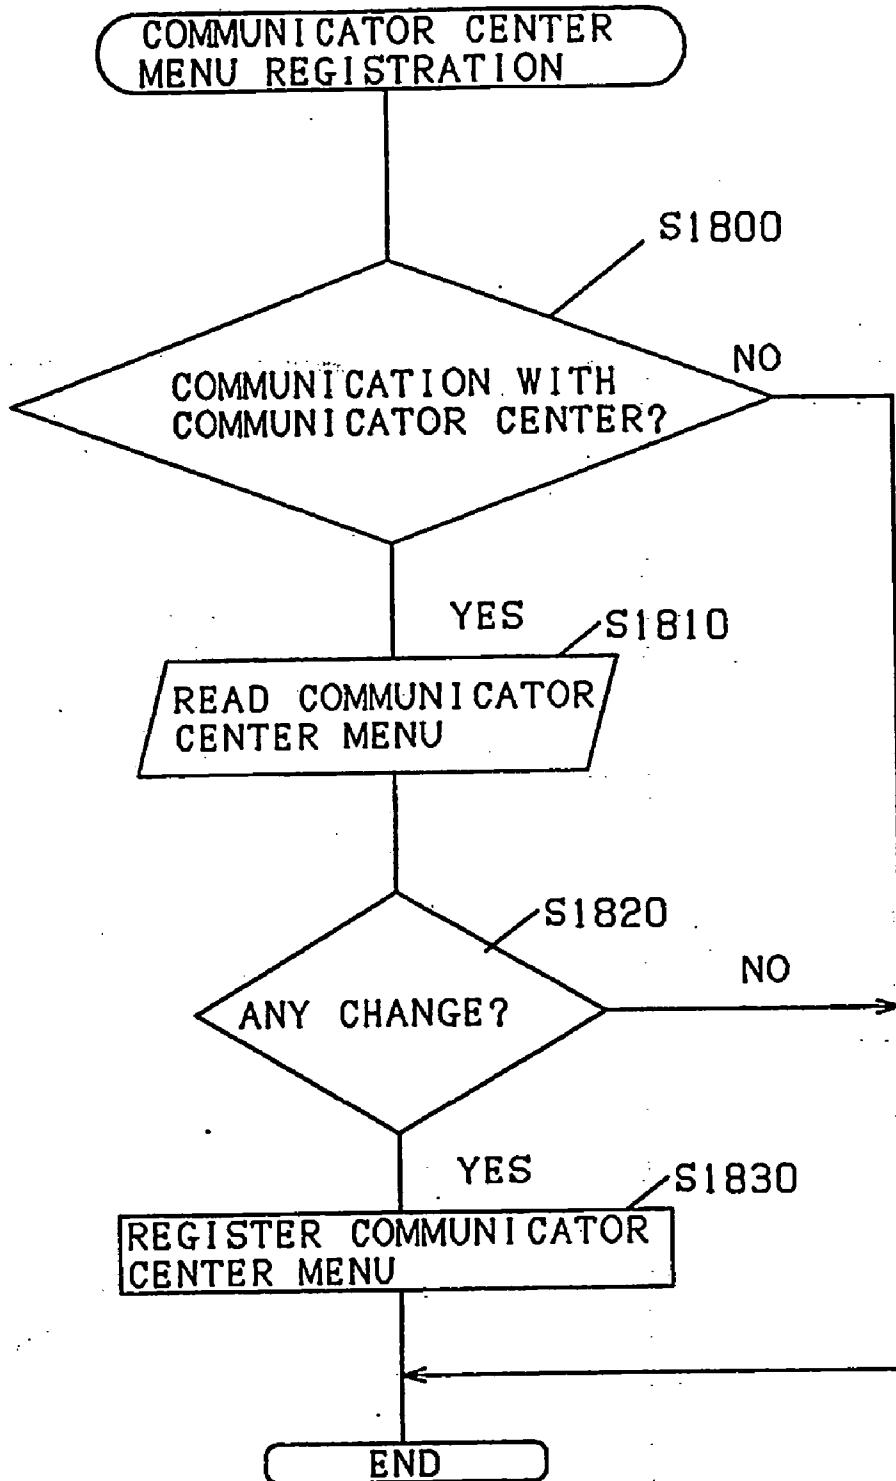 COMMUNICATOR CENTER
MENU REGISTRATION
S1800
NO
COMMUNICATION WITH
COMMUNICATOR CENTER?
YES
S1810
READ COMMUNICATOR
CENTER MENU
S1820
NO
ANY CHANGE?
YES
S1830
REGISTER COMMUNICATOR
CENTER MENU
END